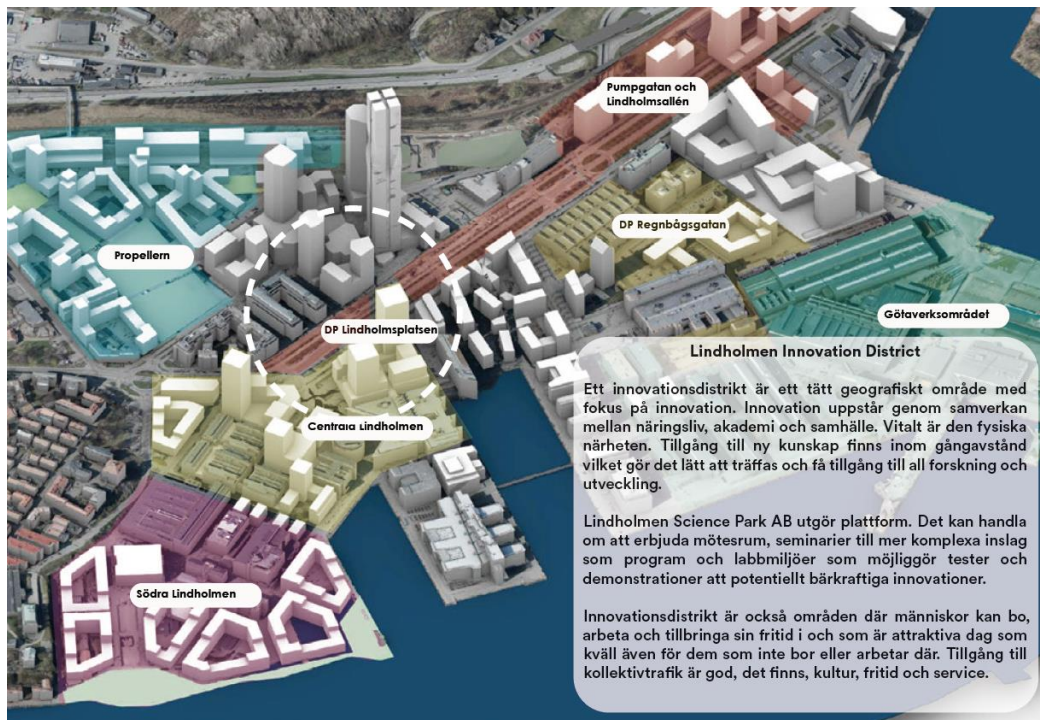 Pumpgatan och
Lindholmsallén
DP Regnbågsgatan
Propellern
Götaverksområdet
DP Lindholmsplatsen
Centrala Lindholmen
Södra Lindholmen
Lindholmen Innovation District
Ett innovationsdistrikt är ett tätt geografiskt område med
fokus på innovation. Innovation uppstår genom samverkan
mellan näringsliv, akademi och samhälle. Vitalt är den fysiska
närheten. Tillgång till ny kunskap finns inom gångavstånd
vilket gör det lätt att träffas och få tillgång till all forskning och
utveckling.
Lindholmen Science Park AB utgör plattform. Det kan handla
om att erbjuda mötesrum, seminarier till mer komplexa inslag
som program och labbmiljöer som möjliggör tester och
demonstrationer att potentiellt bärkraftiga innovationer.
Innovationsdistrikt är också områden där människor kan bo,
arbeta och tillbringa sin fritid i och som är attraktiva dag som
kväll även för dem som inte bor eller arbetar där. Tillgång till
kollektivtrafik är god, det finns, kultur, fritid och service.